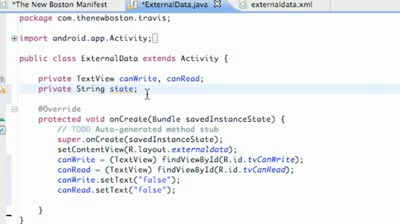 *The New Boston Manifest
*ExternalData.java
externaldata.xml
package com.thenewboston.travis;
import android.app.Activity;
public class ExternalData extends Activity {
private TextView canWrite, canRead;
private String state;
@Override
protected void onCreate(Bundle savedInstanceState) {
// TODO Auto-generated method stub
super.onCreate(savedInstanceState);
setContentView(R.layout.externaldata);
canWrite = (TextView) findViewById(R.id.tvCanWrite);
canRead = (TextView) findViewById(R.id.tvCanRead);
canWrite.setText("false");
canRead.setText("false");
}